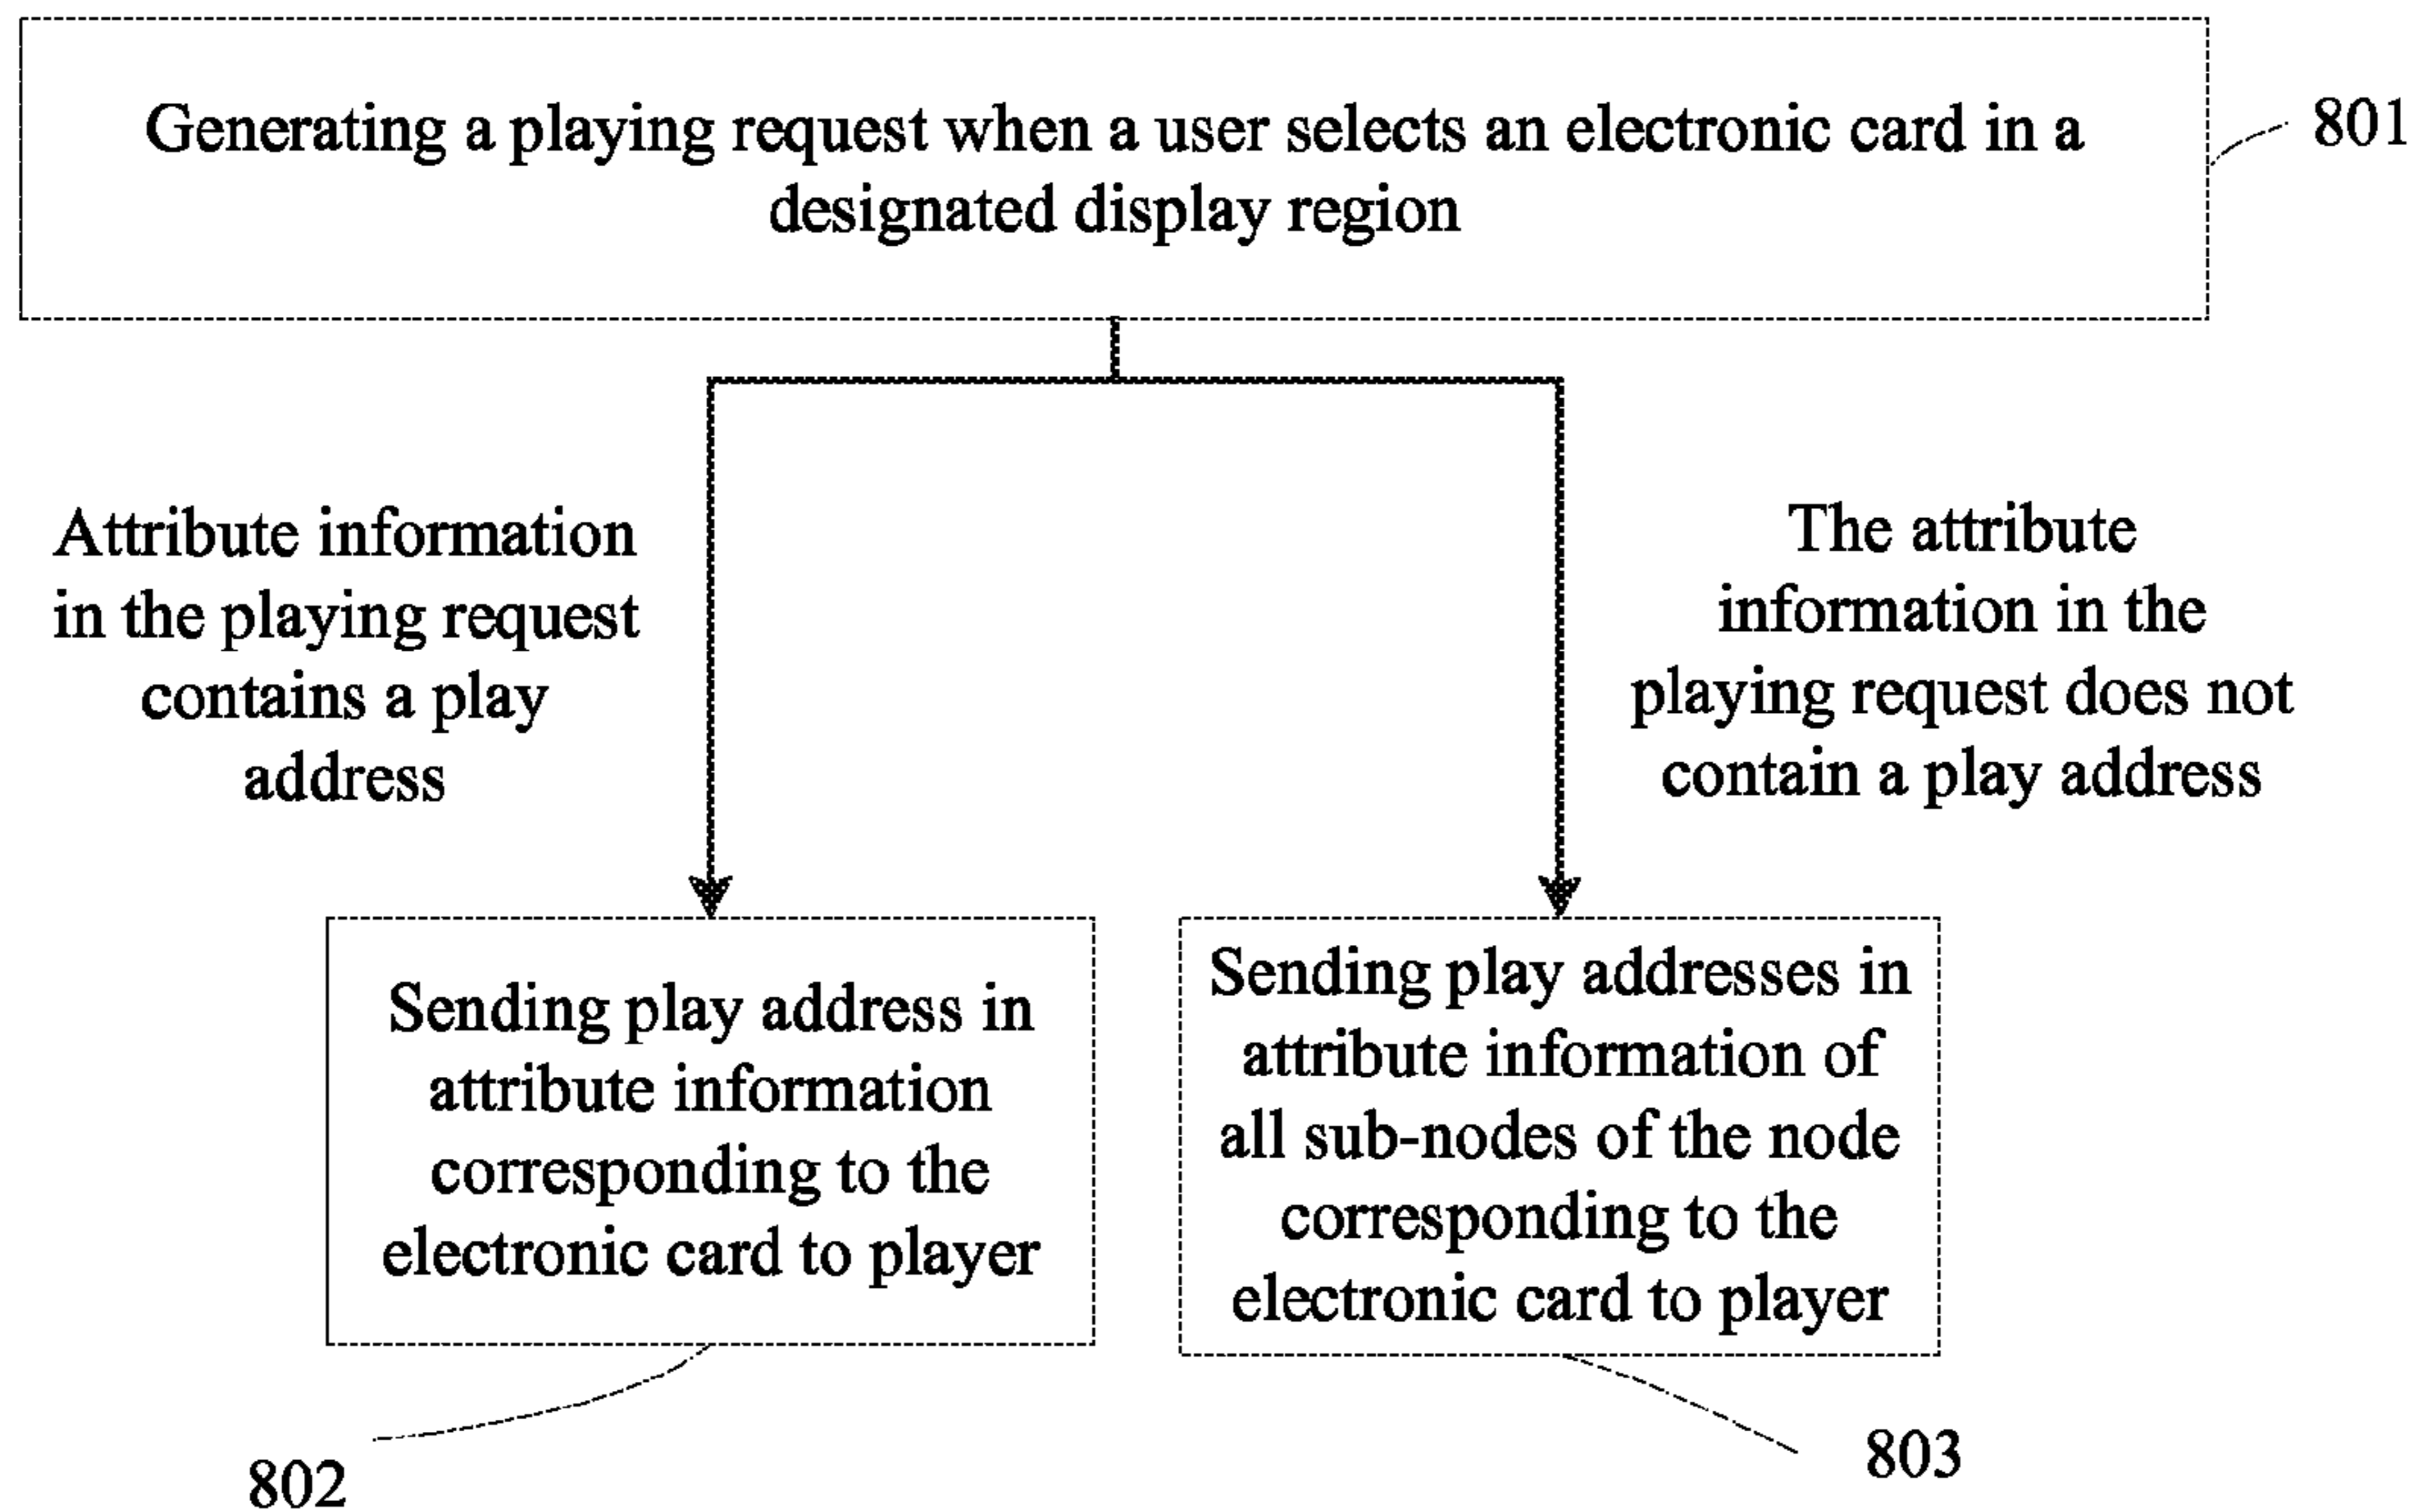 Generating a playing request when a user selects an electronic card in a
designated display region
801
Attribute information
in the playing request
contains a play
address
The attribute
information in the
playing request does not
contain a play address
Sending play address in
attribute information
corresponding to the
electronic card to player
Sending play addresses in
attribute information of
all sub-nodes of the node
corresponding to the
electronic card to player
802
803